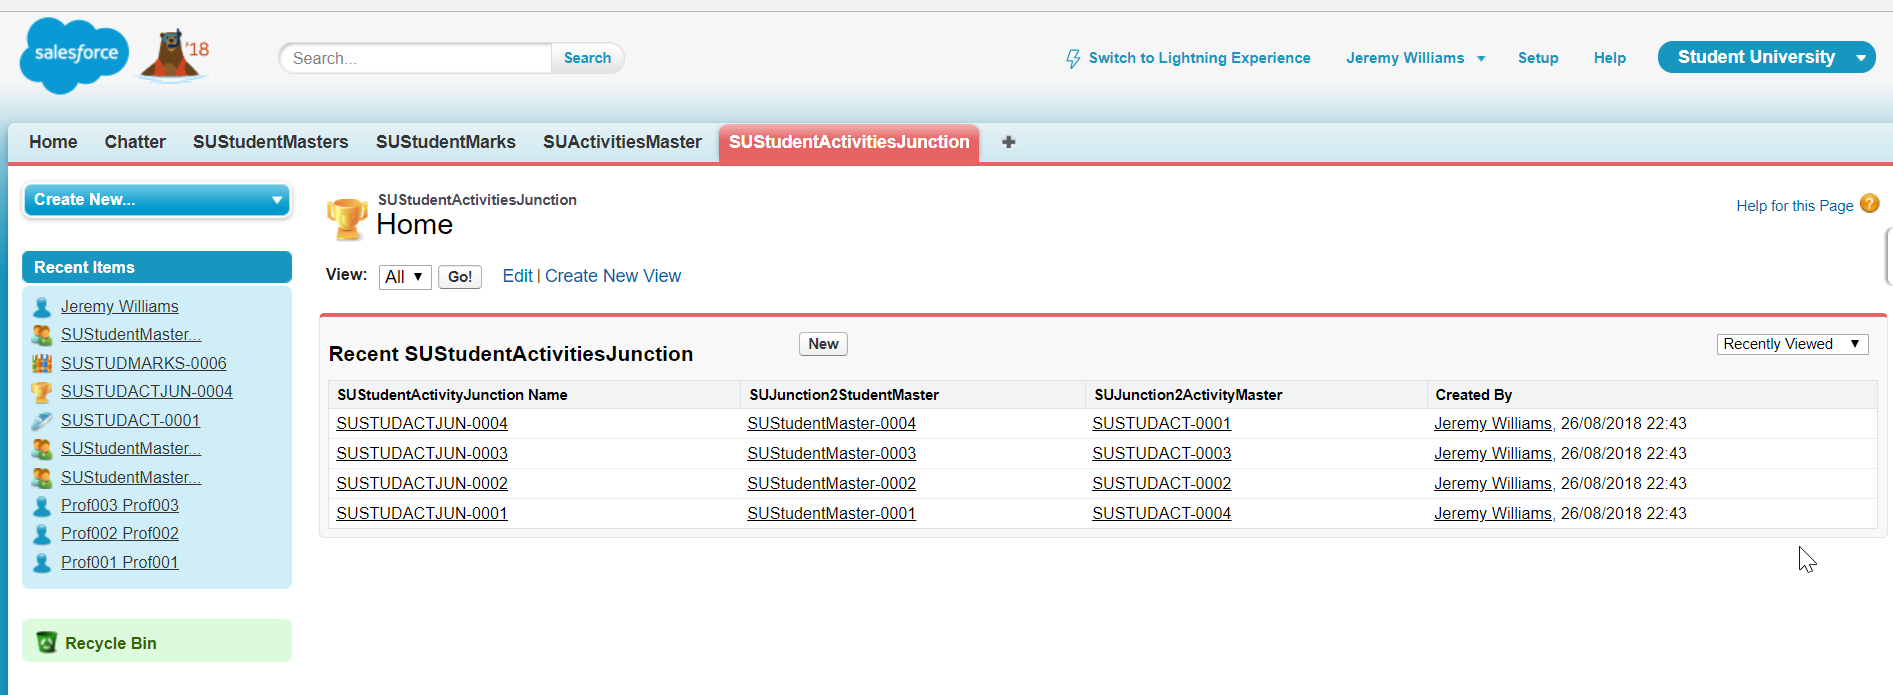 salesforce
'18
Search...
Search
Switch to Lightning Experience
Jeremy Williams
Setup
Help
Student University
Home
Chatter
SUStudentMasters
SUStudentMarks
SUActivitiesMaster
SUStudentActivitiesJunction
Create New...
SUStudentActivitiesJunction
Home
Help for this Page
?
View:
All
Go!
Edit | Create New View
Recent Items
Jeremy Williams
SUStudentMaster...
SUSTUDMARKS-0006
SUSTUDACTJUN-0004
SUSTUDACT-0001
SUStudentMaster...
SUStudentMaster...
Prof003 Prof003
Prof002 Prof002
Prof001 Prof001
Recycle Bin
Recent SUStudentActivitiesJunction
New
Recently Viewed
SUStudentActivityJunction Name SUJunction2StudentMaster SUJunction2ActivityMaster Created By
SUSTUDACTJUN-0004 SUStudentMaster-0004 SUSTUDACT-0001 Jeremy Williams, 26/08/2018 22:43
SUSTUDACTJUN-0003 SUStudentMaster-0003 SUSTUDACT-0003 Jeremy Williams, 26/08/2018 22:43
SUSTUDACTJUN-0002 SUStudentMaster-0002 SUSTUDACT-0002 Jeremy Williams, 26/08/2018 22:43
SUSTUDACTJUN-0001 SUStudentMaster-0001 SUSTUDACT-0004 Jeremy Williams, 26/08/2018 22:43